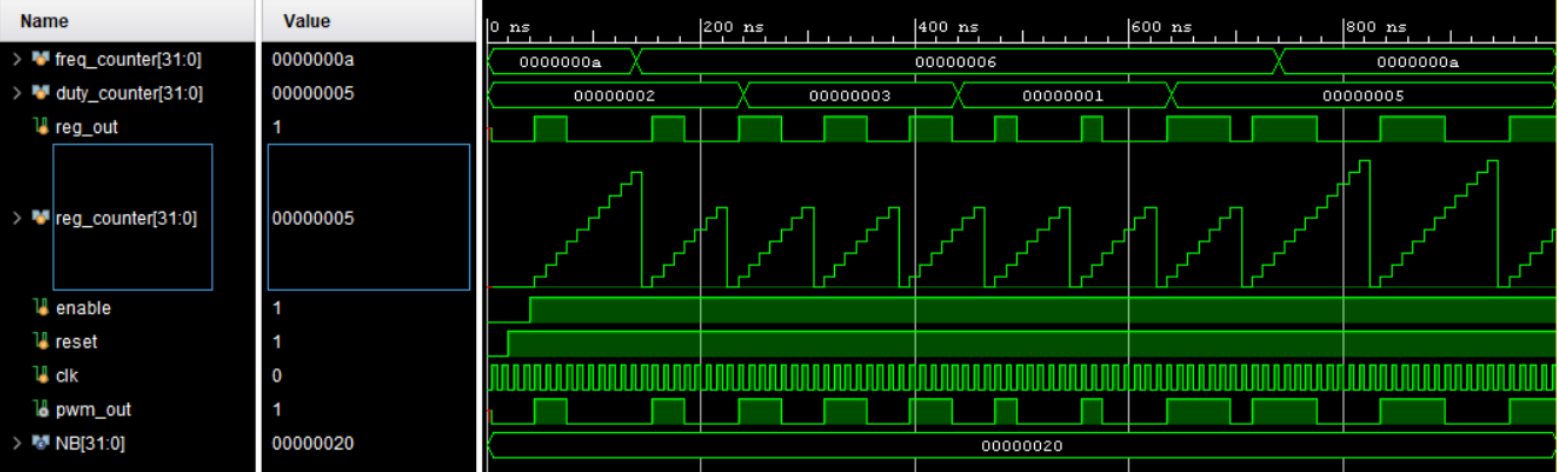 Name Value 0 ns 200 ns 400 ns 600 ns 800 ns
freq_counter[31:0] 0000000a 0000000a 00000006 0000000a
duty_counter[31:0] 00000005 00000002 00000003 00000001 00000005
reg_out 1
reg_counter[31:0] 00000005
enable 1
reset 1
clk 0
pwm_out 1
NB[31:0] 00000020 00000020